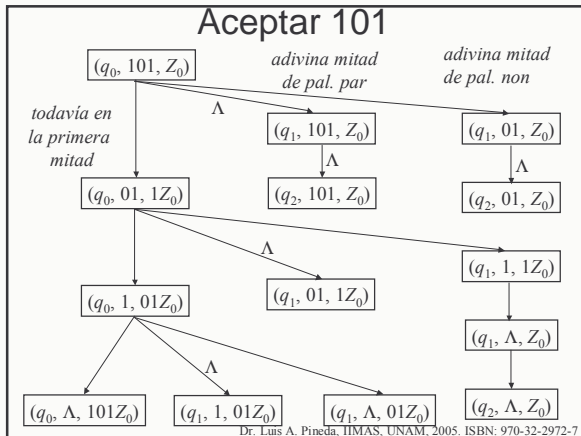 Aceptar 101
(q₀, 101, Z₀)
adivina mitad
de pal. par
adivina mitad
de pal. non
todavía en
la primera
mitad
Λ
(q₁, 101, Z₀)
(q₁, 01, Z₀)
Λ
Λ
(q₀, 01, 1Z₀)
(q₂, 101, Z₀)
(q₂, 01, Z₀)
Λ
(q₁, 1, 1Z₀)
(q₀, 1, 01Z₀)
(q₁, 01, 1Z₀)
(q₁, Λ, Z₀)
Λ
(q₀, Λ, 101Z₀)
(q₁, 1, 01Z₀)
(q₁, Λ, 01Z₀)
(q₂, Λ, Z₀)
Dr. Luis A. Pineda, IIMAS, UNAM, 2005. ISBN: 970-32-2972-7